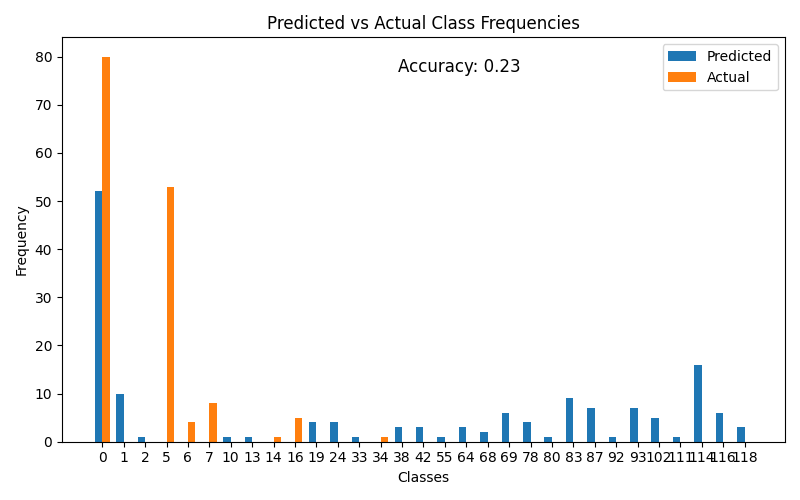 Predicted vs Actual Class Frequencies
Accuracy: 0.23
Predicted
Actual
Frequency
80
70
60
50
40
30
20
10
0
0 1 2 5 6 7 10 13 14 16 19 24 33 34 38 42 55 64 68 69 78 80 83 87 92 93 102 111 114 116 118
Classes